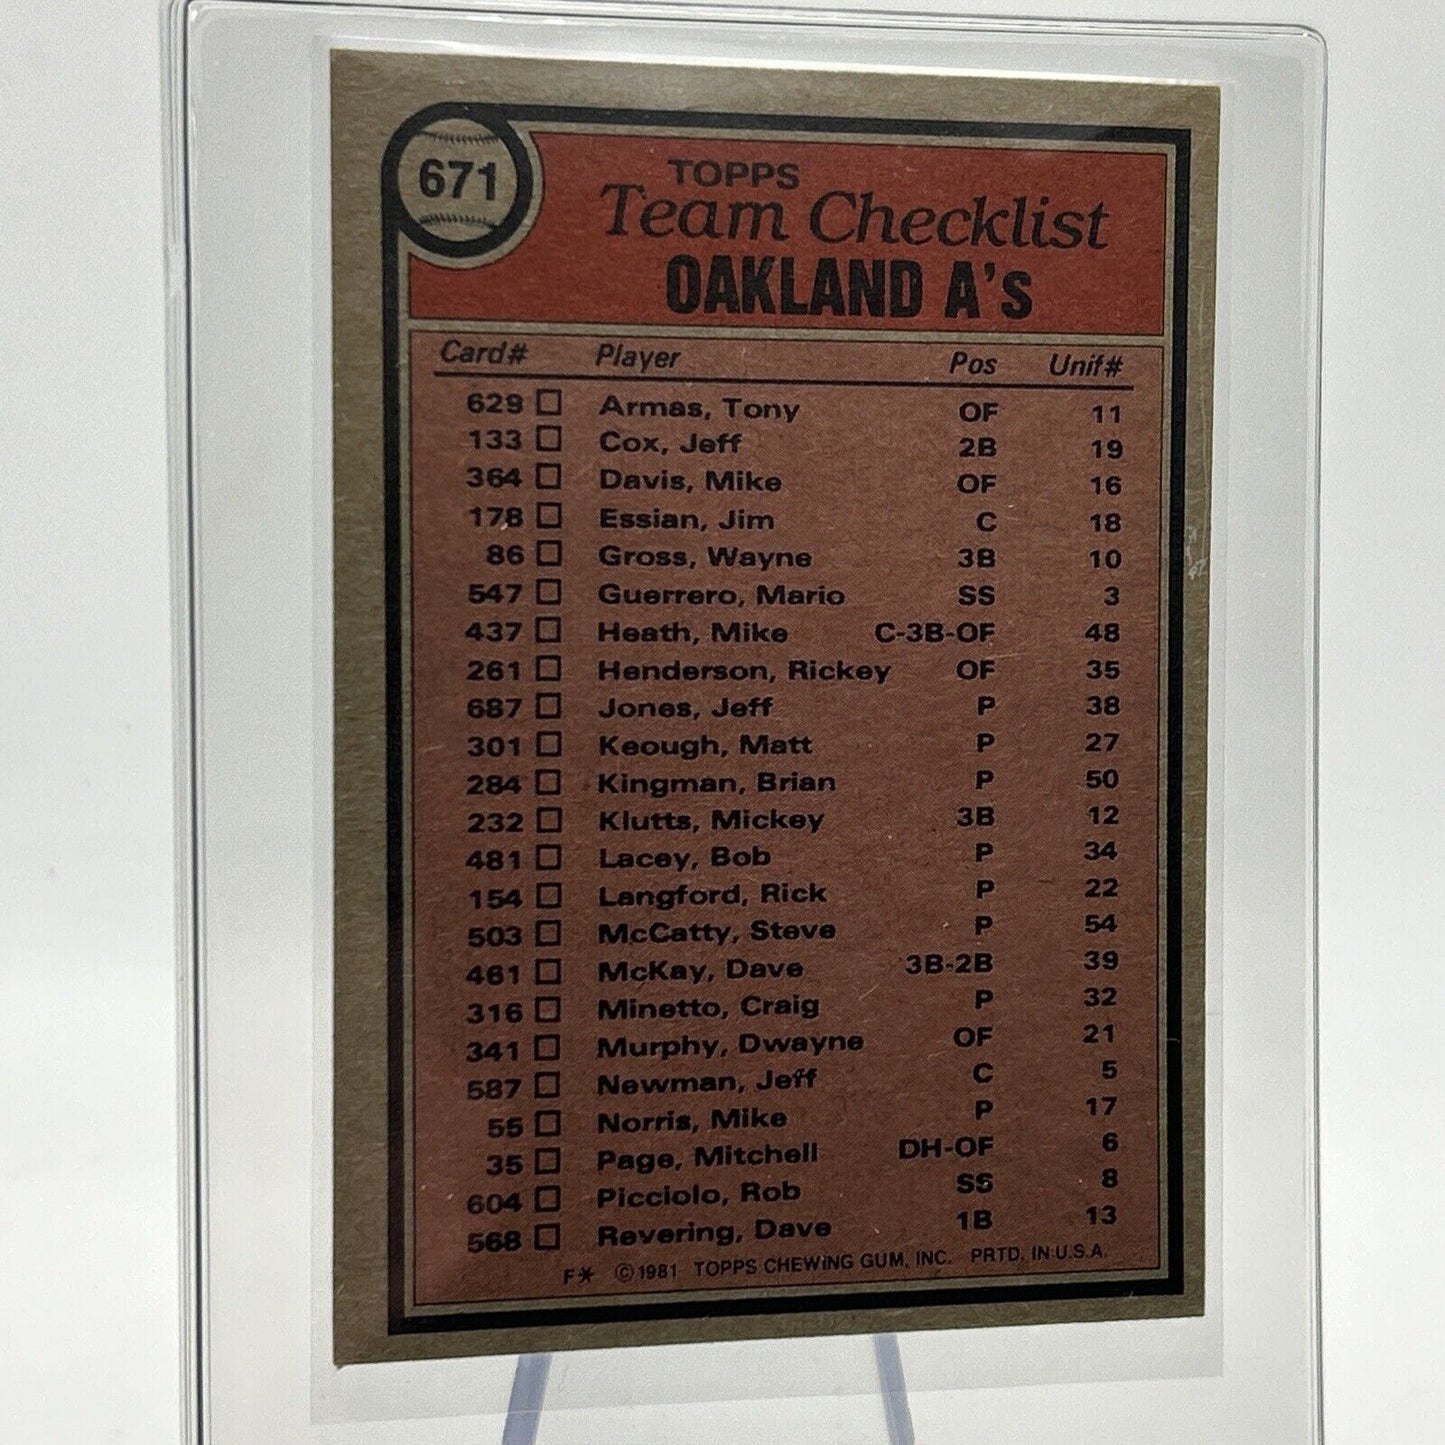 671
TOPPS
Team Checklist
OAKLAND A's
Card# Player Pos Unif#
629 Armas, Tony OF 11
133 Cox, Jeff 2B 19
364 Davis, Mike OF 16
178 Essian, Jim C 18
86 Gross, Wayne 3B 10
547 Guerrero, Mario SS 3
437 Heath, Mike C-3B-OF 48
261 Henderson, Rickey OF 35
687 Jones, Jeff P 38
301 Keough, Matt P 27
284 Kingman, Brian P 50
232 Klutts, Mickey 3B 12
481 Lacey, Bob P 34
154 Langford, Rick P 22
503 McCatty, Steve P 54
461 McKay, Dave 3B-2B 39
316 Minetto, Craig P 32
341 Murphy, Dwayne OF 21
587 Newman, Jeff C 5
55 Norris, Mike P 17
35 Page, Mitchell DH-OF 6
604 Picciolo, Rob SS 8
568 Revering, Dave 1B 13
F* ©1981 TOPPS CHEWING GUM, INC. PRTD. IN U.S.A.